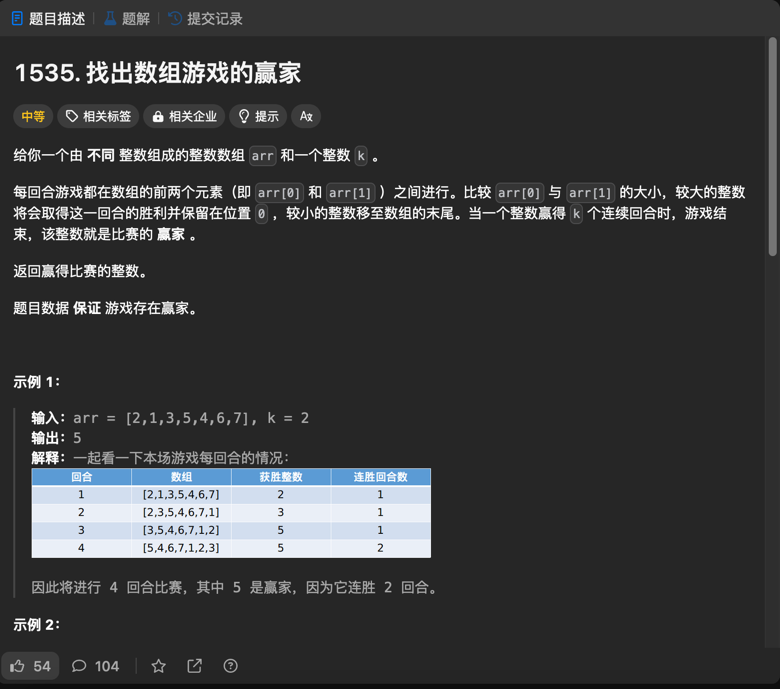 题目描述 题解 提交记录
1535. 找出数组游戏的赢家
中等 相关标签 相关企业 提示
给你一个由 不同 整数组成的整数数组 arr 和一个整数 k 。
每回合游戏都在数组的前两个元素（即 arr[0] 和 arr[1] ）之间进行。比较 arr[0] 与 arr[1] 的大小，较大的整数
将会取得这一回合的胜利并保留在位置 0 ，较小的整数移至数组的末尾。当一个整数赢得 k 个连续回合时，游戏结
束，该整数就是比赛的 赢家 。
返回赢得比赛的整数。
题目数据 保证 游戏存在赢家。
示例 1：
输入：arr = [2,1,3,5,4,6,7], k = 2
输出：5
解释：一起看一下本场游戏每回合的情况：
回合 数组 获胜整数 连胜回合数
1 [2,1,3,5,4,6,7] 2 1
2 [2,3,5,4,6,7,1] 3 1
3 [3,5,4,6,7,1,2] 5 1
4 [5,4,6,7,1,2,3] 5 2
因此将进行 4 回合比赛，其中 5 是赢家，因为它连胜 2 回合。
示例 2：
54 104